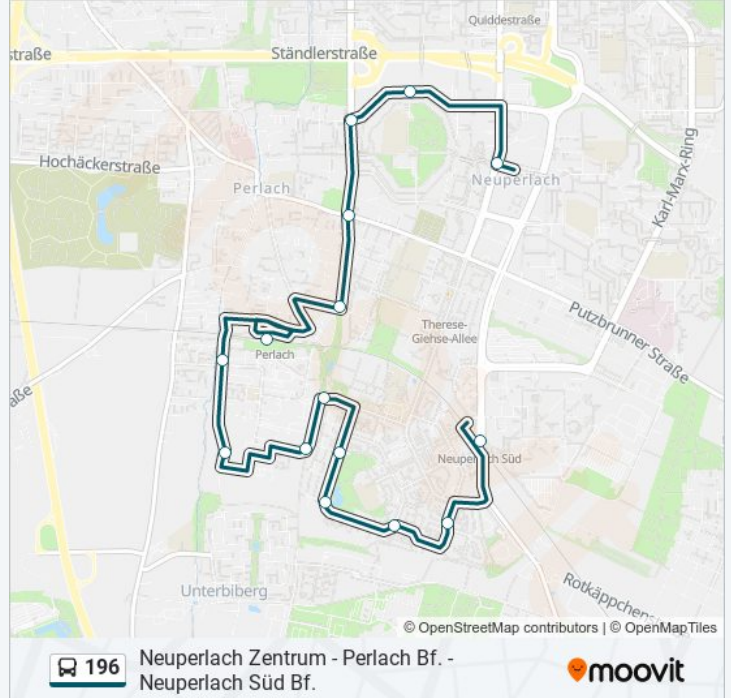 Quiddestraße
straße
Ständlerstraße
Hochäckerstraße
Perlach
Neuperlach
Karl-Marx-Ring
Putzbrunner Straße
Therese-
Giehse-Allee
Perlach
aße
Neuperlach Süd
Unterbiberg
Rotkäppchens
© OpenStreetMap contributors | © OpenMapTiles
196
Neuperlach Zentrum - Perlach Bf. -
Neuperlach Süd Bf.
moovit